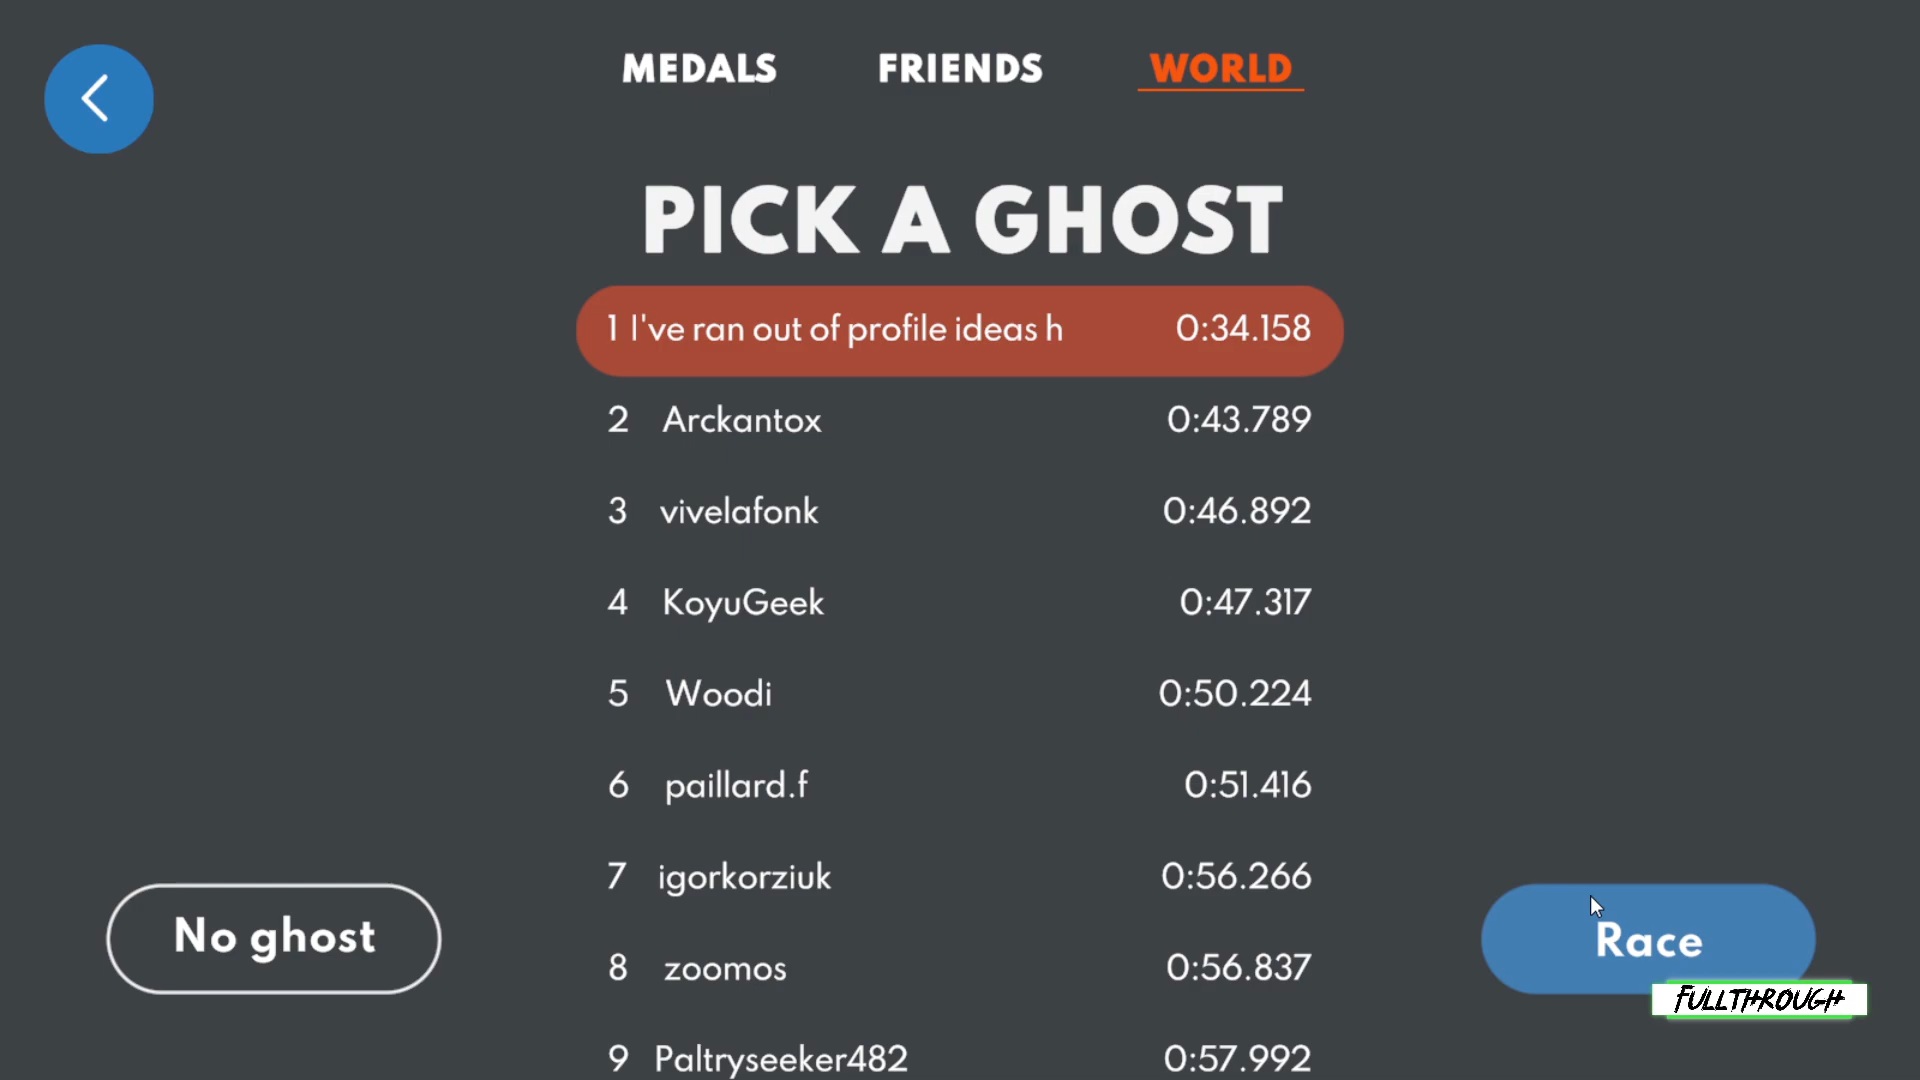 MEDALS FRIENDS WORLD
PICK A GHOST
1 I've ran out of profile ideas h 0:34.158
2 Arckantox 0:43.789
3 vivelafonk 0:46.892
4 KoyuGeek 0:47.317
5 Woodi 0:50.224
6 paillard.f 0:51.416
7 igorkorziuk 0:56.266
8 zoomos 0:56.837
9 Paltryseeker482 0:57.992
No ghost
Race
FULLTHROUGH